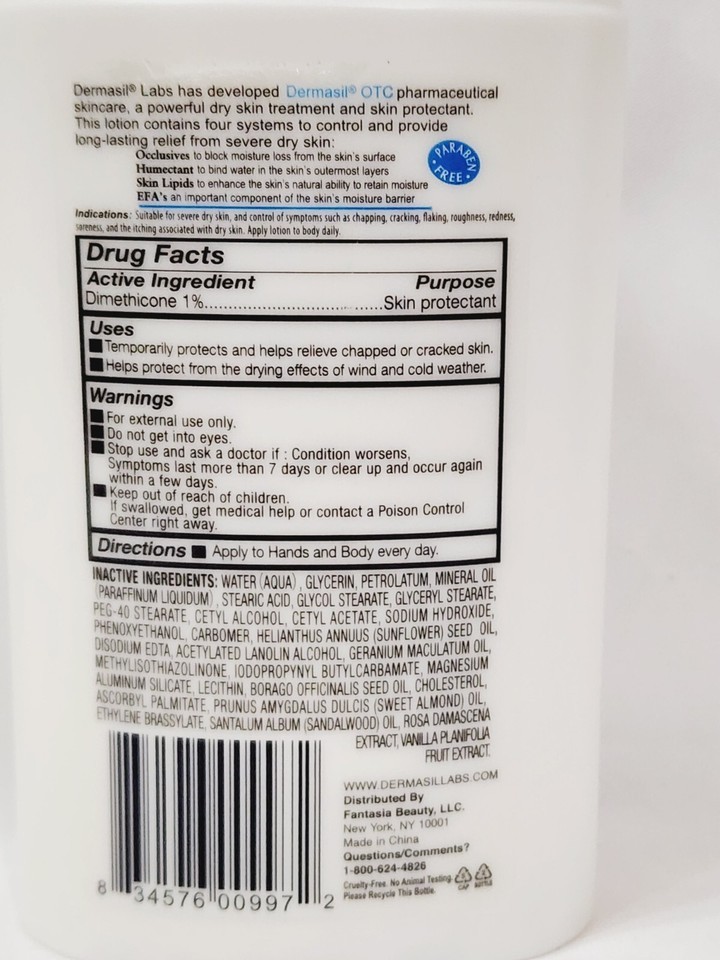 Dermasil® Labs has developed Dermasil® OTC pharmaceutical
skincare, a powerful dry skin treatment and skin protectant.
This lotion contains four systems to control and provide
long-lasting relief from severe dry skin:
Occlusives to block moisture loss from the skin's surface
Humectant to bind water in the skin's outermost layers
Skin Lipids to enhance the skin's natural ability to retain moisture
EFA's an important component of the skin's moisture barrier
PARABEN
FREE
Indications: Suitable for severe dry skin, and control of symptoms such as chapping, cracking, flaking, roughness, redness,
soreness, and the itching associated with dry skin. Apply lotion to body daily.
Drug Facts
Active Ingredient Purpose
Dimethicone 1%.......................................Skin protectant
Uses
■ Temporarily protects and helps relieve chapped or cracked skin.
■ Helps protect from the drying effects of wind and cold weather.
Warnings
■ For external use only.
■ Do not get into eyes.
■ Stop use and ask a doctor if : Condition worsens,
Symptoms last more than 7 days or clear up and occur again
within a few days.
■ Keep out of reach of children.
If swallowed, get medical help or contact a Poison Control
Center right away.
Directions ■ Apply to Hands and Body every day.
INACTIVE INGREDIENTS: WATER (AQUA), GLYCERIN, PETROLATUM, MINERAL OIL
(PARAFFINUM LIQUIDUM), STEARIC ACID, GLYCOL STEARATE, GLYCERYL STEARATE,
PEG-40 STEARATE, CETYL ALCOHOL, CETYL ACETATE, SODIUM HYDROXIDE,
PHENOXYETHANOL, CARBOMER, HELIANTHUS ANNUUS (SUNFLOWER) SEED OIL,
DISODIUM EDTA, ACETYLATED LANOLIN ALCOHOL, GERANIUM MACULATUM OIL,
METHYLISOTHIAZOLINONE, IODOPROPYNYL BUTYLCARBAMATE, MAGNESIUM
ALUMINUM SILICATE, LECITHIN, BORAGO OFFICINALIS SEED OIL, CHOLESTEROL,
ASCORBYL PALMITATE, PRUNUS AMYGDALUS DULCIS (SWEET ALMOND) OIL,
ETHYLENE BRASSYLATE, SANTALUM ALBUM (SANDALWOOD) OIL, ROSA DAMASCENA
EXTRACT, VANILLA PLANIFOLIA
FRUIT EXTRACT.
WWW.DERMASILLABS.COM
Distributed By
Fantasia Beauty, LLC.
New York, NY 10001
Made in China
Questions/Comments?
1-800-624-4826
Cruelty-Free. No Animal Testing
Please Recycle This Bottle.
CAP BOTTLE
8 34576 00997 2